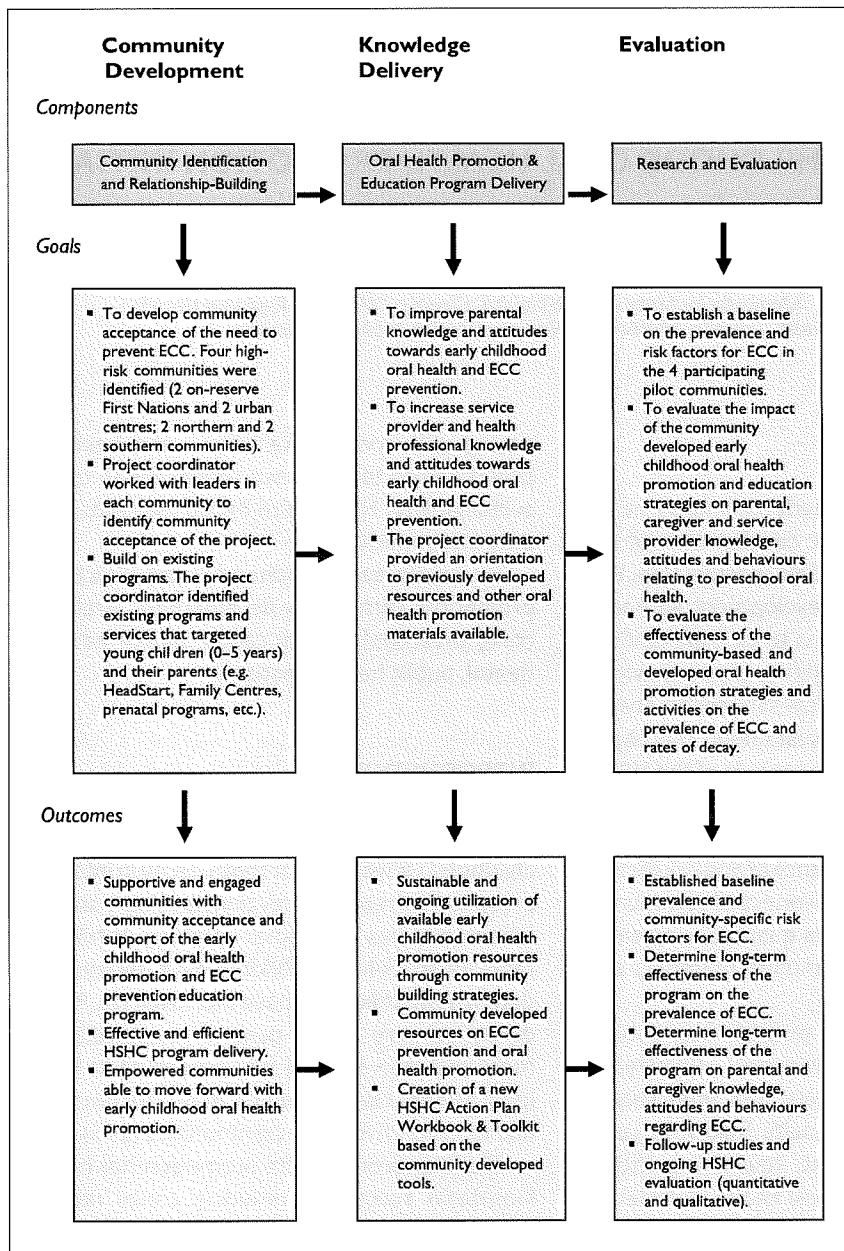 Community Development
Knowledge Delivery
Evaluation
Components
Community Identification
and Relationship-Building
Oral Health Promotion &
Education Program Delivery
Research and Evaluation
Goals
▪ To develop community
acceptance of the need to
prevent ECC. Four high-
risk communities were
identified (2 on-reserve
First Nations and 2 urban
centres; 2 northern and 2
southern communities).
▪ Project coordinator
worked with leaders in
each community to
identify community
acceptance of the project.
▪ Build on existing
programs. The project
coordinator identified
existing programs and
services that targeted
young children (0–5 years)
and their parents (e.g.
HeadStart, Family Centres,
prenatal programs, etc.).
▪ To improve parental
knowledge and attitudes
towards early childhood
oral health and ECC
prevention.
▪ To increase service
provider and health
professional knowledge
and attitudes towards
early childhood oral
health and ECC
prevention.
▪ The project coordinator
provided an orientation
to previously developed
resources and other oral
health promotion
materials available.
▪ To establish a baseline
on the prevalence and
risk factors for ECC in
the 4 participating
pilot communities.
▪ To evaluate the impact
of the community
developed early
childhood oral health
promotion and education
strategies on parental,
caregiver and service
provider knowledge,
attitudes and behaviours
relating to preschool oral
health.
▪ To evaluate the
effectiveness of the
community-based and
developed oral health
promotion strategies and
activities on the
prevalence of ECC and
rates of decay.
Outcomes
▪ Supportive and engaged
communities with
community acceptance and
support of the early
childhood oral health
promotion and ECC
prevention education
program.
▪ Effective and efficient
HSHC program delivery.
▪ Empowered communities
able to move forward with
early childhood oral health
promotion.
▪ Sustainable and
ongoing utilization of
available early
childhood oral health
promotion resources
through community
building strategies.
▪ Community developed
resources on ECC
prevention and oral
health promotion.
▪ Creation of a new
HSHC Action Plan
Workbook & Toolkit
based on the
community developed
tools.
▪ Established baseline
prevalence and
community-specific risk
factors for ECC.
▪ Determine long-term
effectiveness of the
program on the
prevalence of ECC.
▪ Determine long-term
effectiveness of the
program on parental and
caregiver knowledge,
attitudes and behaviours
regarding ECC.
▪ Follow-up studies and
ongoing HSHC
evaluation (quantitative
and qualitative).